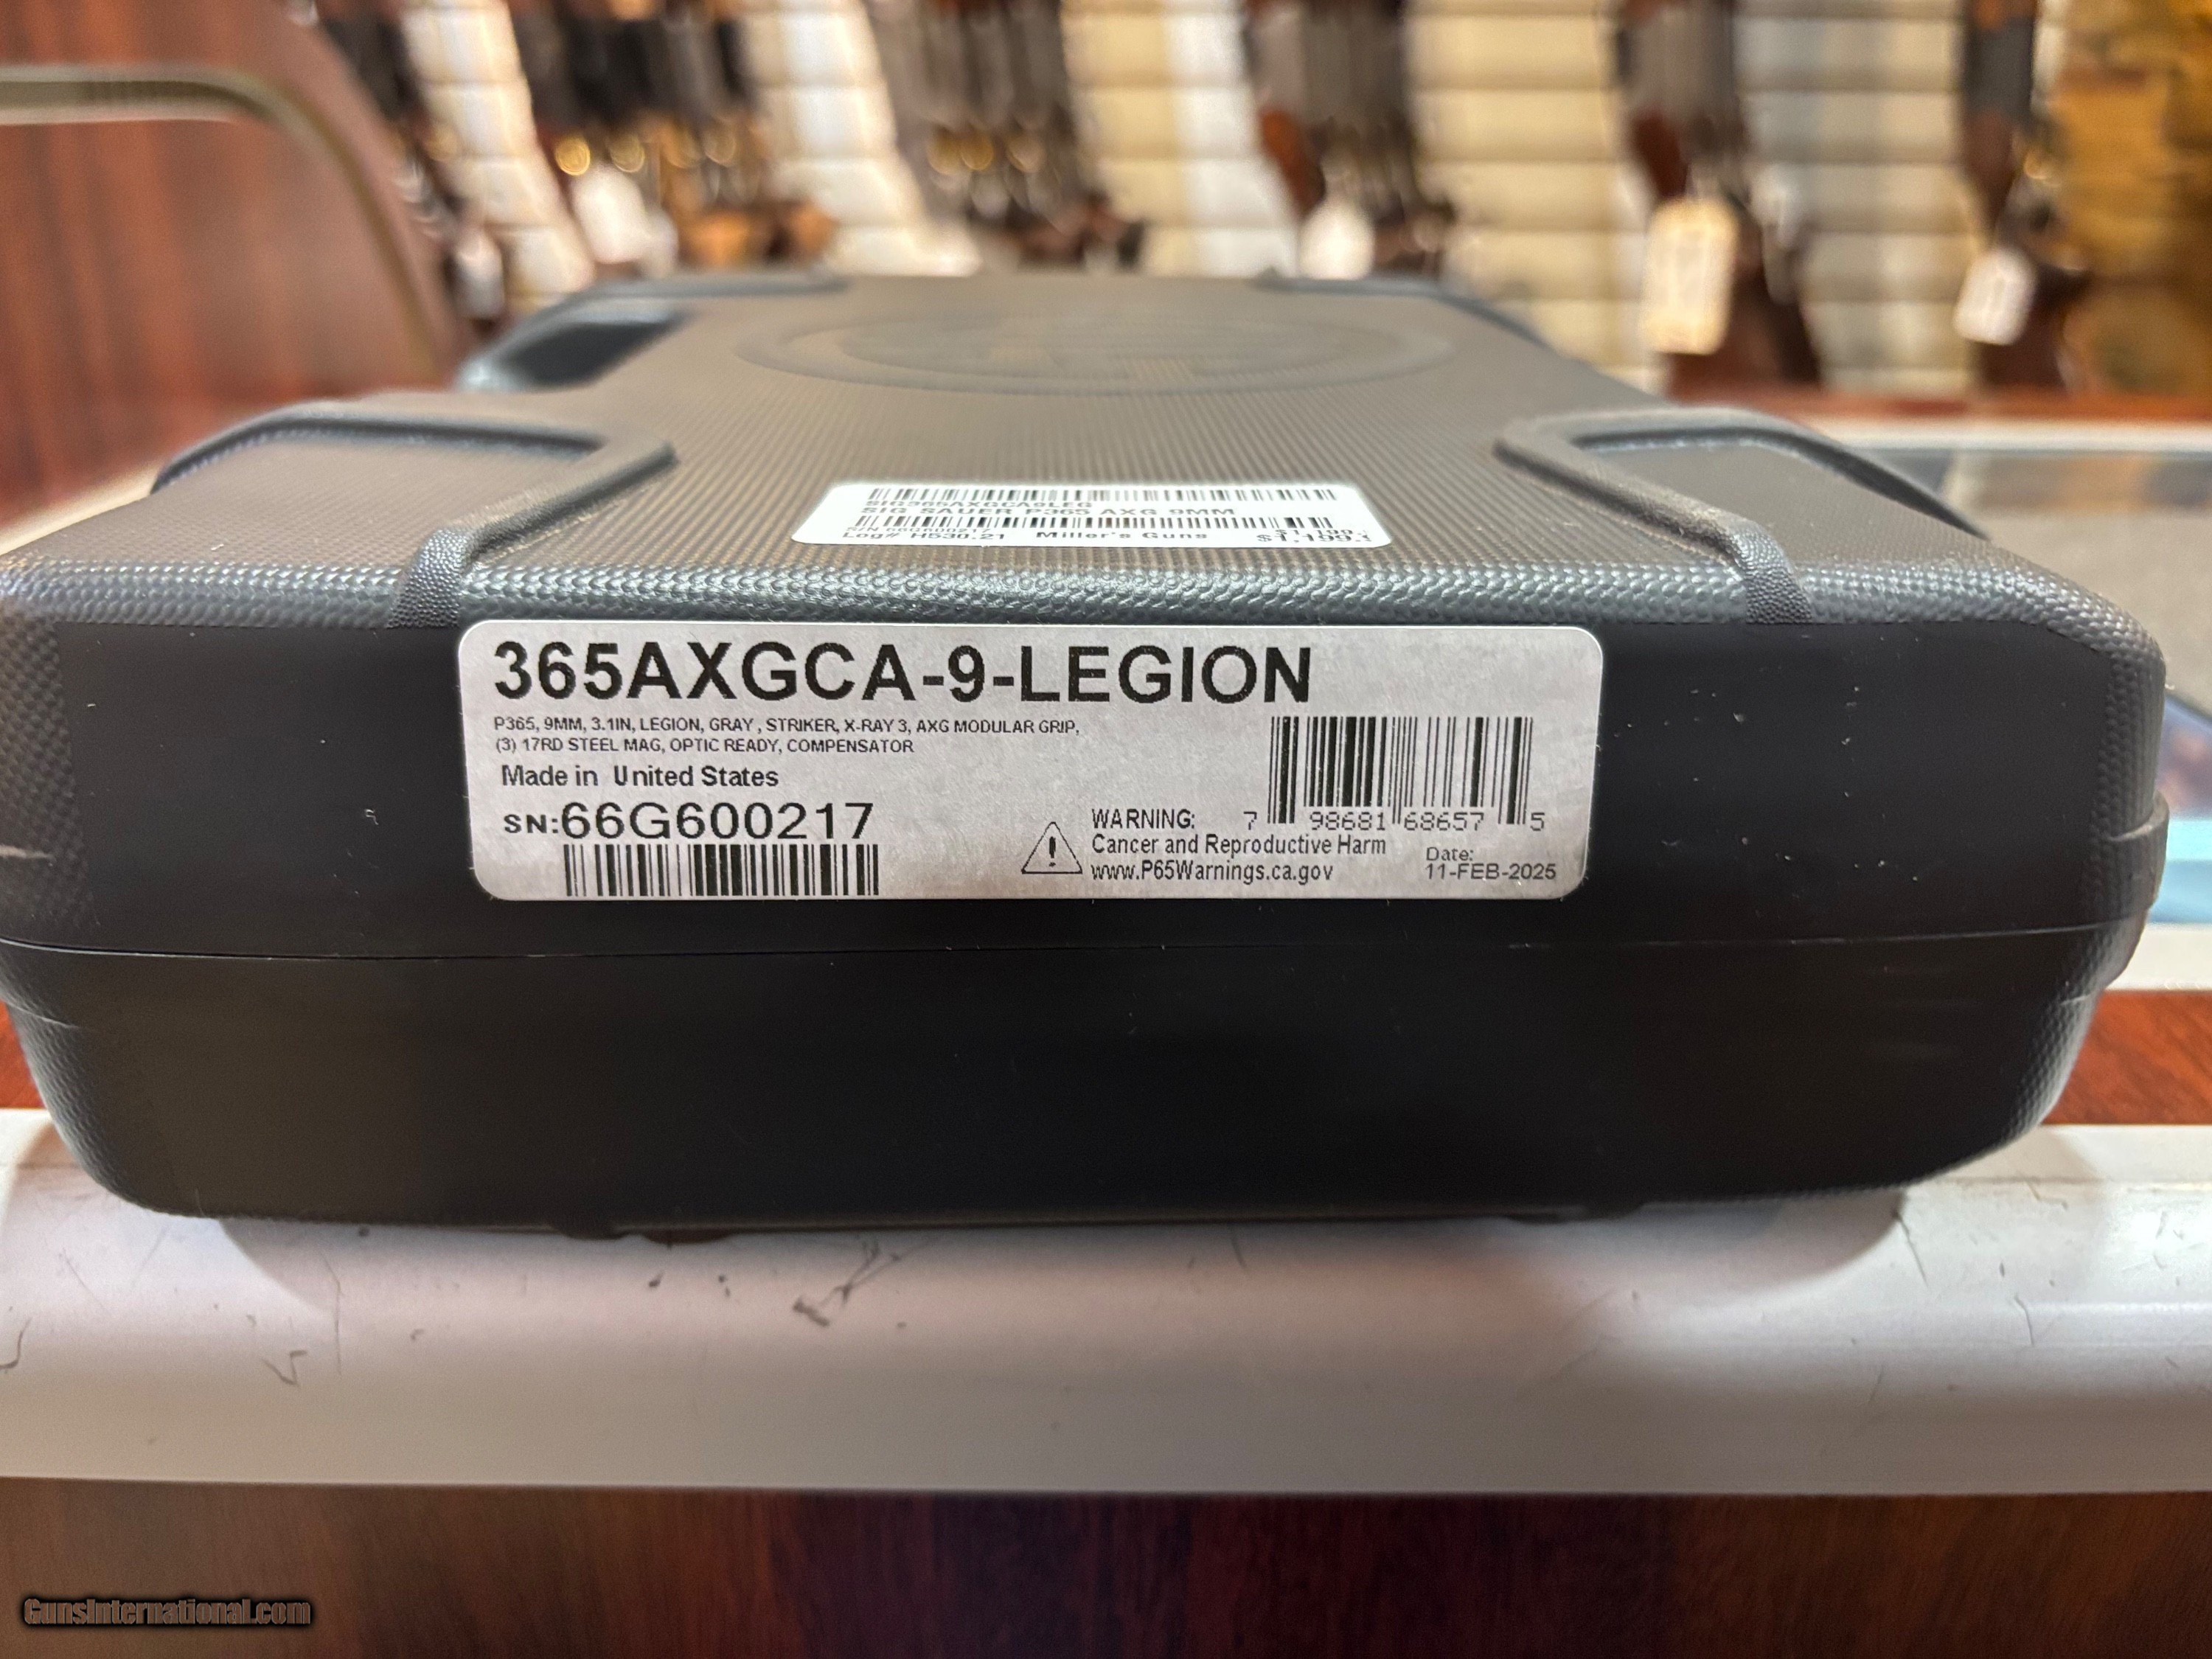 SIG365AXGCA9LEG
SIG SAUER P365 AXG 9MM
S/N 66G600217
Log# H530.21 Miller's Guns
365AXGCA-9-LEGION
P365, 9MM, 3.1IN, LEGION, GRAY , STRIKER, X-RAY 3, AXG MODULAR GRIP,
(3) 17RD STEEL MAG, OPTIC READY, COMPENSATOR
Made in United States
SN:66G600217
WARNING:
Cancer and Reproductive Harm
www.P65Warnings.ca.gov
7 98681 68657 5
Date:
11-FEB-2025
GunsInternational.com